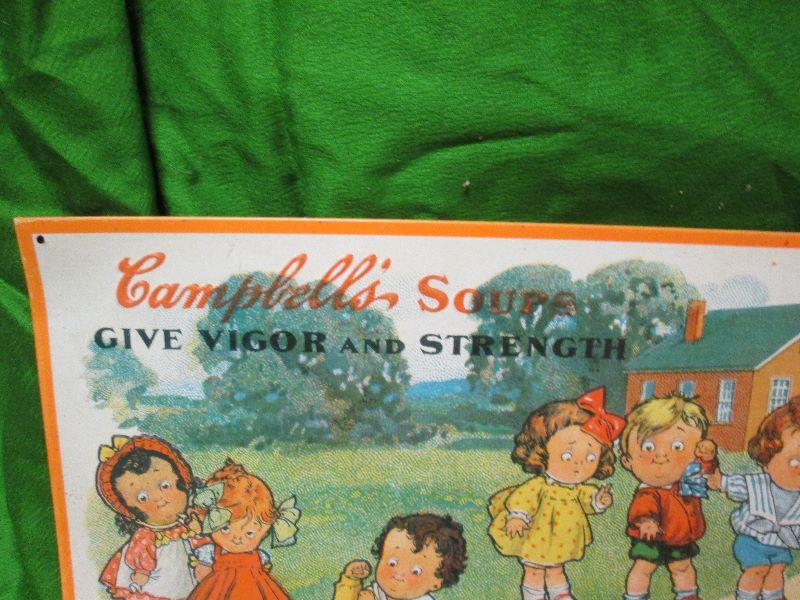 Campbell's SOUPS
GIVE VIGOR AND STRENGTH